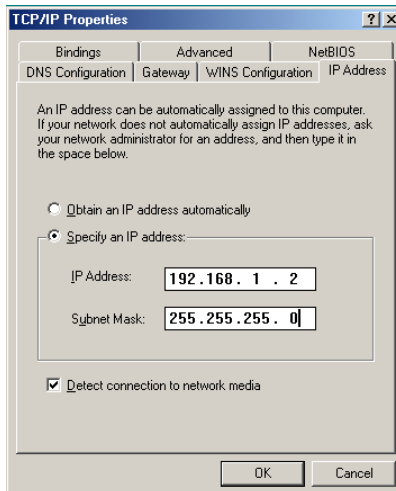 TCP/IP Properties
Bindings Advanced NetBIOS
DNS Configuration Gateway WINS Configuration IP Address
An IP address can be automatically assigned to this computer.
If your network does not automatically assign IP addresses, ask
your network administrator for an address, and then type it in
the space below.
Obtain an IP address automatically
Specify an IP address:
IP Address: 192.168. 1 . 2
Subnet Mask: 255.255.255. 0
Detect connection to network media
OK Cancel